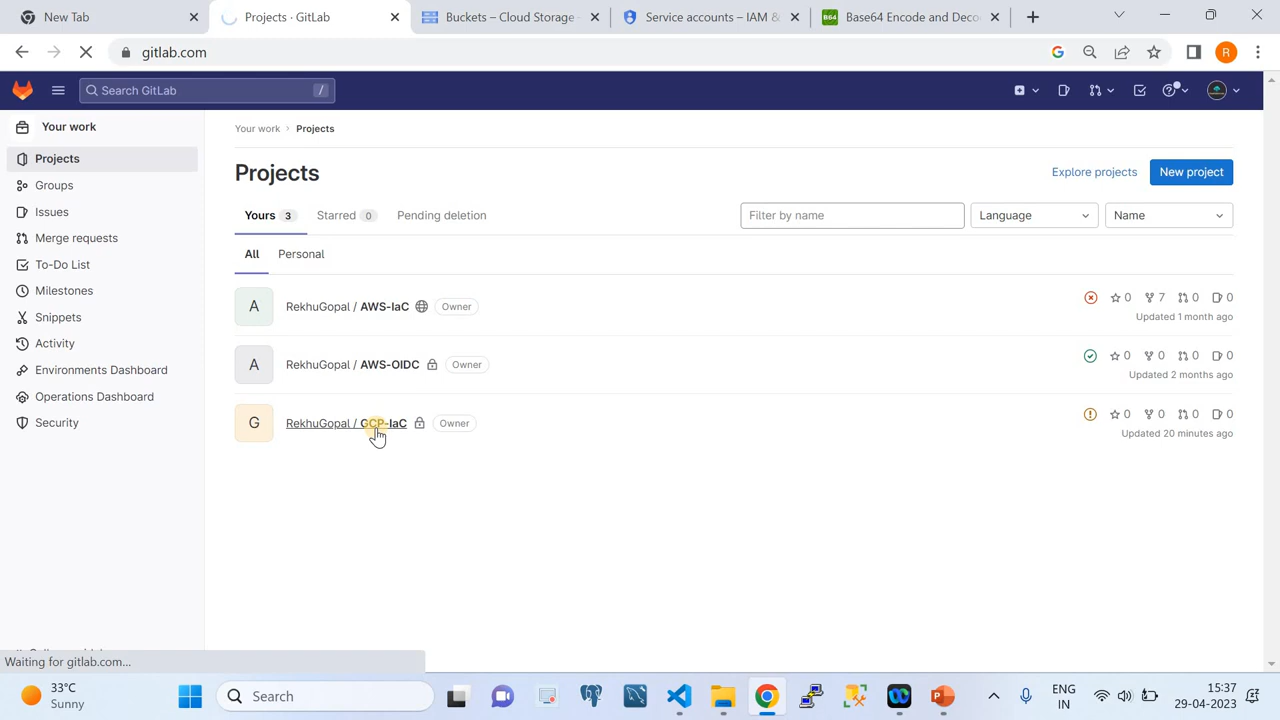 New Tab
Projects · GitLab
Buckets – Cloud Storage
Service accounts – IAM &
B64 Base64 Encode and Deco
gitlab.com
G
R
Search GitLab
/
Your work
Projects
Groups
Issues
Merge requests
To-Do List
Milestones
Snippets
Activity
Environments Dashboard
Operations Dashboard
Security
Your work › Projects
Projects
Explore projects
New project
Yours 3
Starred 0
Pending deletion
Filter by name
Language
Name
All
Personal
A
RekhuGopal / AWS-IaC
Owner
0 7 0 0
Updated 1 month ago
A
RekhuGopal / AWS-OIDC
Owner
0 0 0 0
Updated 2 months ago
G
RekhuGopal / GCP-IaC
Owner
0 0 0 0
Updated 20 minutes ago
Waiting for gitlab.com...
33°C
Sunny
Search
ENG
IN
15:37
29-04-2023